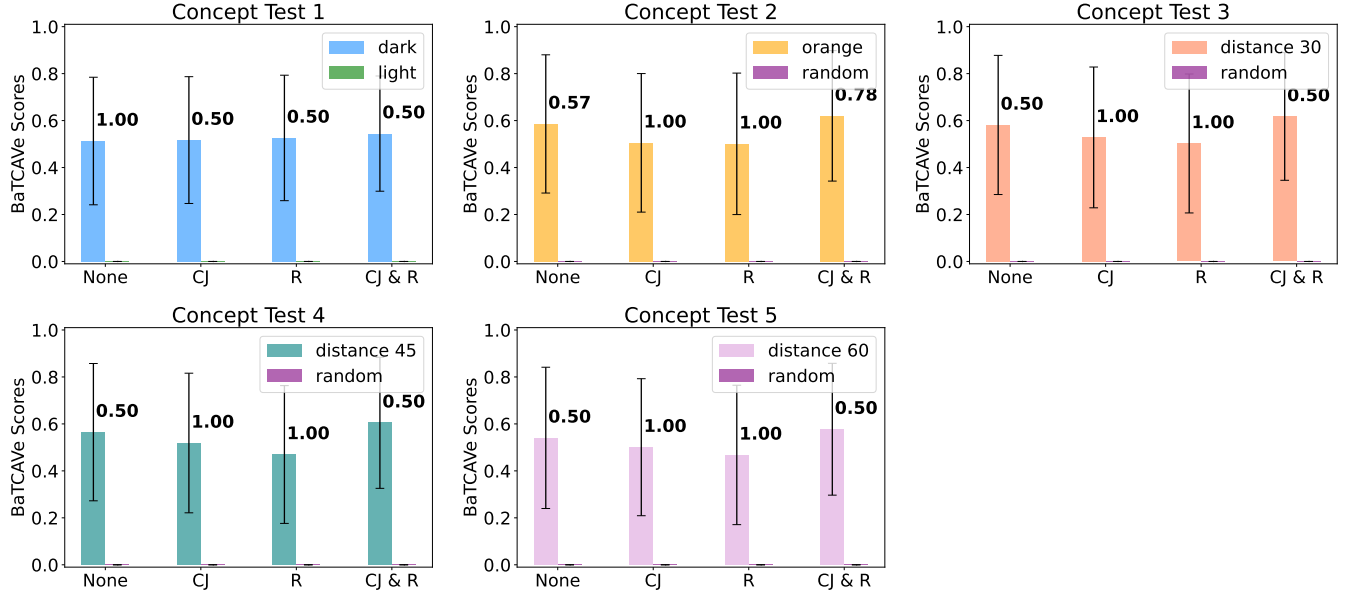 Concept Test 1
1.0
0.8
0.6
0.4
0.2
0.0
BaTCAVe Scores
dark
light
1.00
0.50
0.50
0.50
None CJ R CJ & R
Concept Test 2
1.0
0.8
0.6
0.4
0.2
0.0
BaTCAVe Scores
orange
random
0.57
1.00
1.00
0.78
None CJ R CJ & R
Concept Test 3
1.0
0.8
0.6
0.4
0.2
0.0
BaTCAVe Scores
distance 30
random
0.50
1.00
1.00
0.50
None CJ R CJ & R
Concept Test 4
1.0
0.8
0.6
0.4
0.2
0.0
BaTCAVe Scores
distance 45
random
0.50
1.00
1.00
0.50
None CJ R CJ & R
Concept Test 5
1.0
0.8
0.6
0.4
0.2
0.0
BaTCAVe Scores
distance 60
random
0.50
1.00
1.00
0.50
None CJ R CJ & R